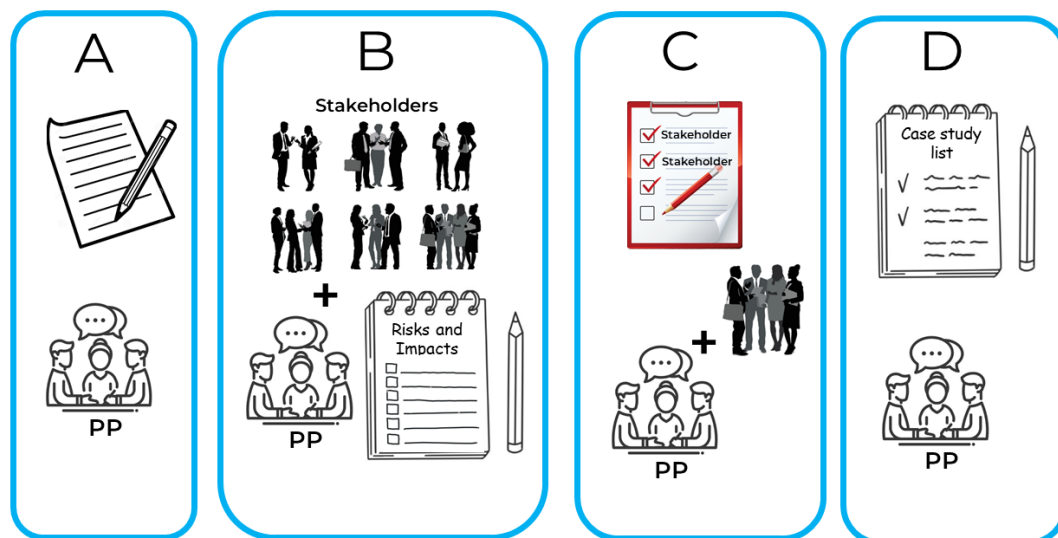 A
B
C
D
Stakeholders
Stakeholder
Stakeholder
Case study
list
+
Risks and
Impacts
+
PP
PP
PP
PP